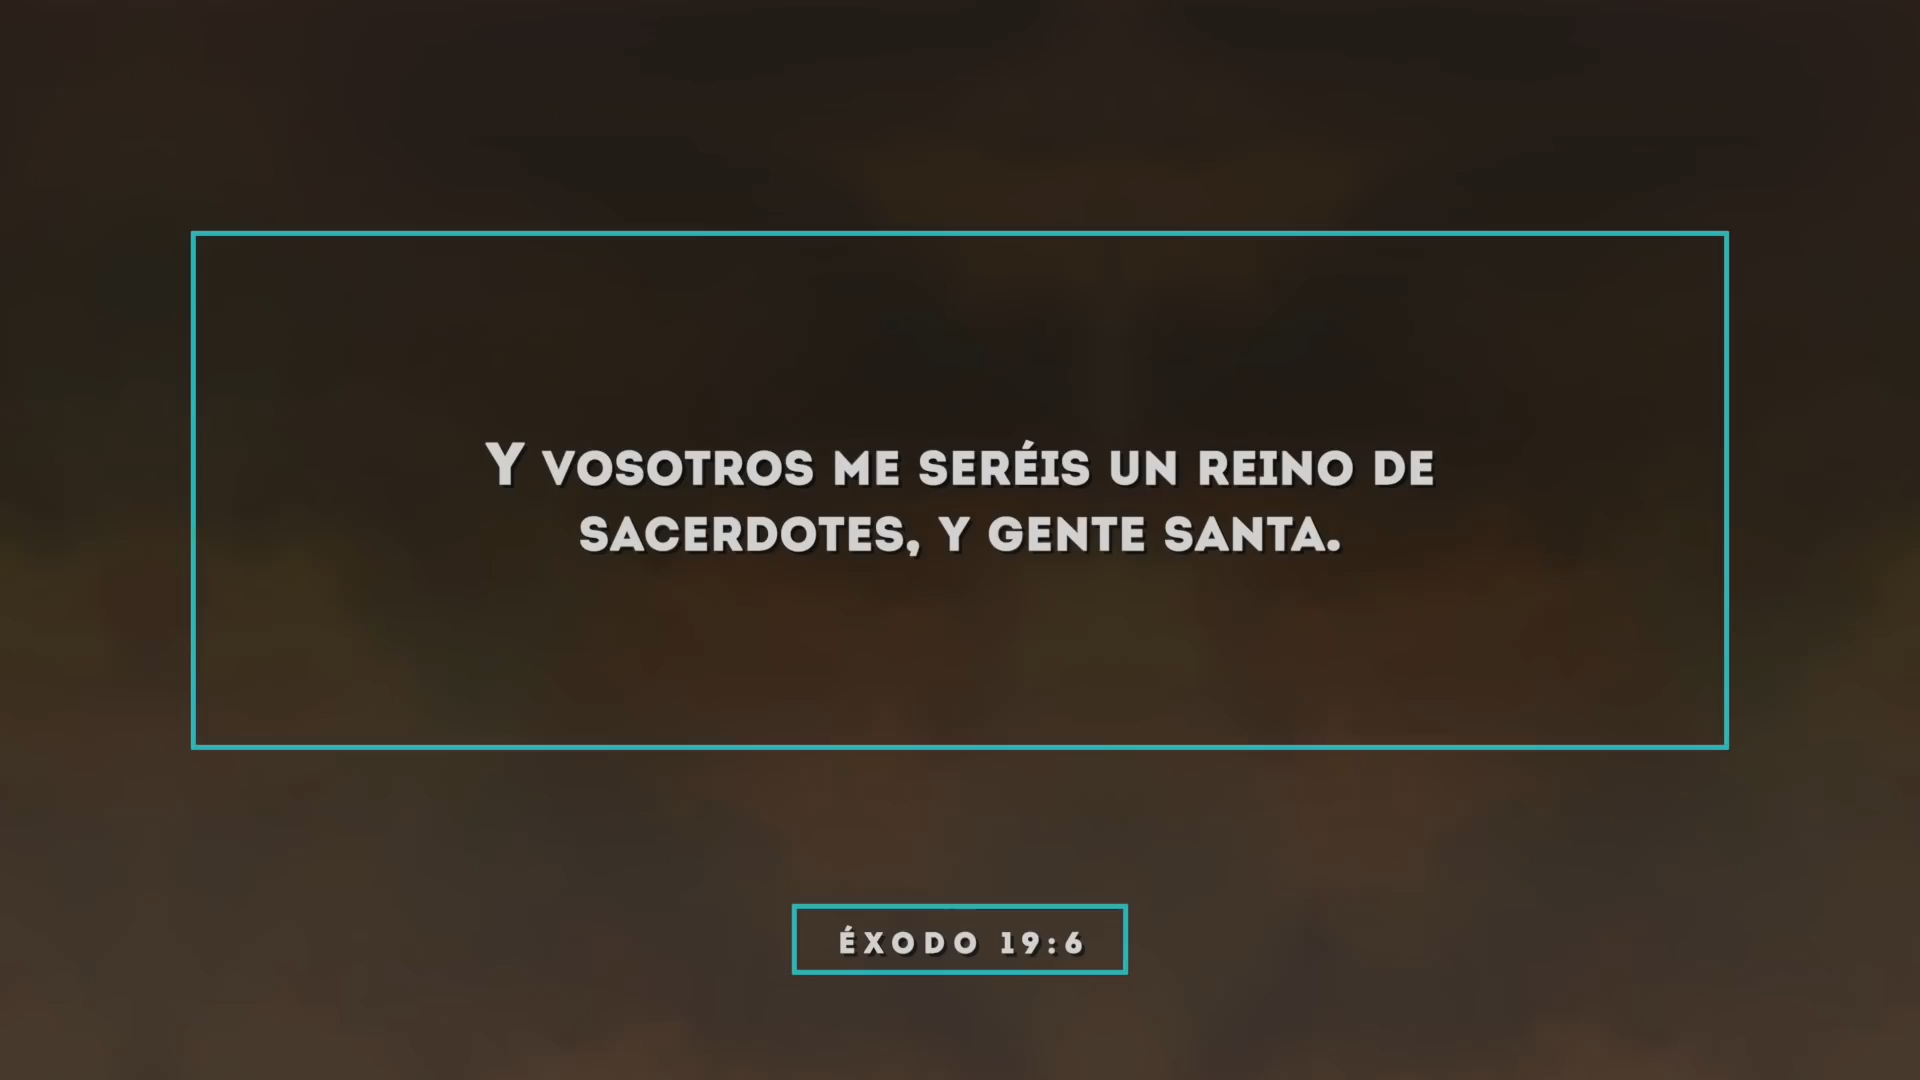 Y VOSOTROS ME SERÉIS UN REINO DE
SACERDOTES, Y GENTE SANTA.
ÉXODO 19:6